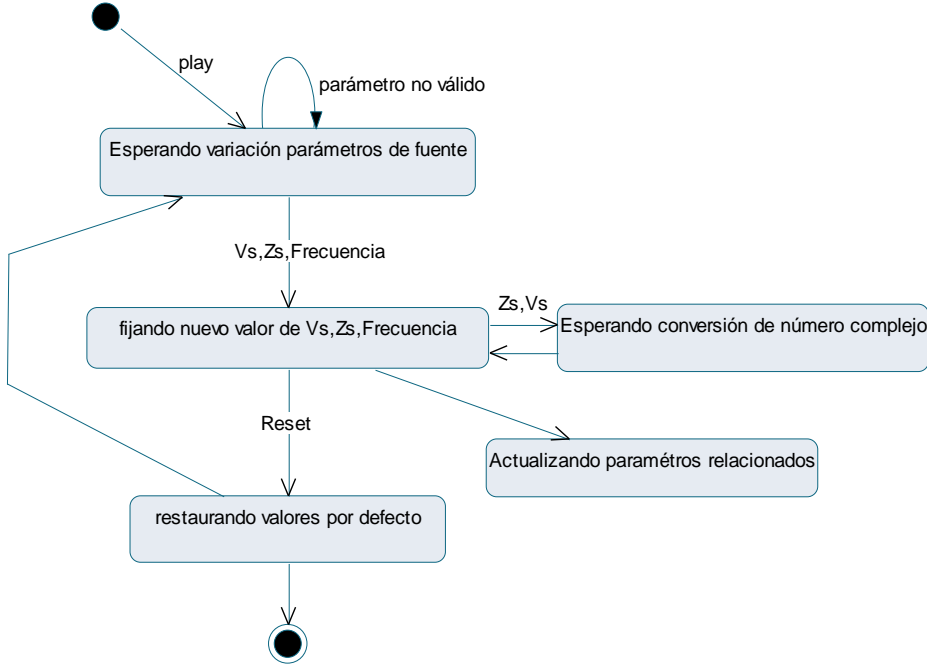 play
parámetro no válido
Esperando variación parámetros de fuente
Vs,Zs,Frecuencia
Zs,Vs
fijando nuevo valor de Vs,Zs,Frecuencia
Esperando conversión de número complejo
Reset
Actualizando paramétros relacionados
restaurando valores por defecto